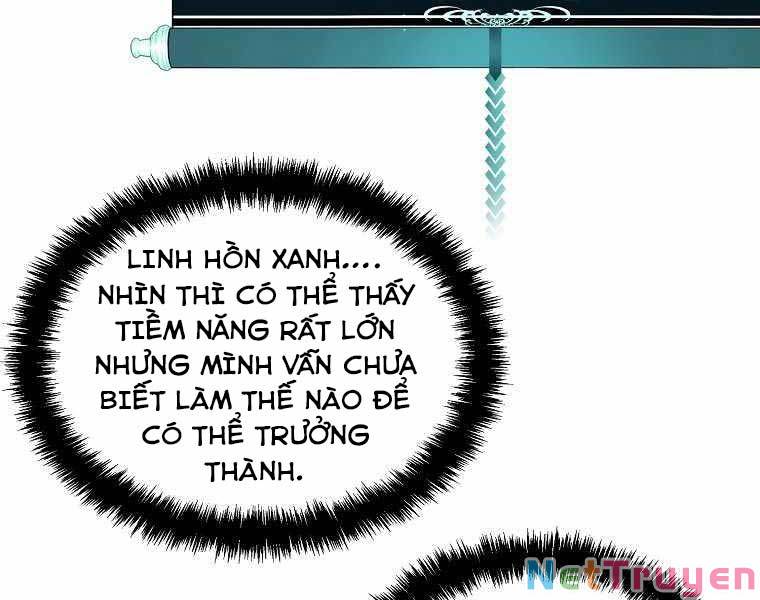 LINH HỒN XANH....
NHÌN THÌ CÓ THỂ THẤY
TIỀM NĂNG RẤT LỚN
NHƯNG MÌNH VẪN CHƯA
BIẾT LÀM THẾ NÀO ĐỂ
CÓ THỂ TRƯỞNG
THÀNH.
NetTruyen